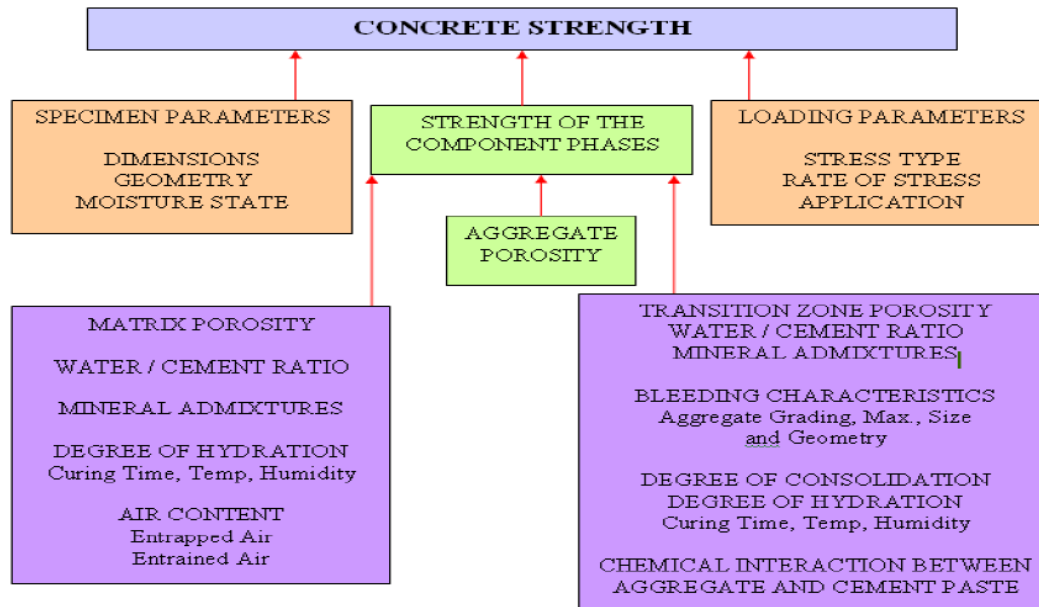 CONCRETE STRENGTH
SPECIMEN PARAMETERS
DIMENSIONS
GEOMETRY
MOISTURE STATE
STRENGTH OF THE
COMPONENT PHASES
LOADING PARAMETERS
STRESS TYPE
RATE OF STRESS
APPLICATION
AGGREGATE
POROSITY
MATRIX POROSITY
WATER / CEMENT RATIO
MINERAL ADMIXTURES
DEGREE OF HYDRATION
Curing Time, Temp, Humidity
AIR CONTENT
Entrapped Air
Entrained Air
TRANSITION ZONE POROSITY
WATER / CEMENT RATIO
MINERAL ADMIXTURES
BLEEDING CHARACTERISTICS
Aggregate Grading, Max., Size
and Geometry
DEGREE OF CONSOLIDATION
DEGREE OF HYDRATION
Curing Time, Temp, Humidity
CHEMICAL INTERACTION BETWEEN
AGGREGATE AND CEMENT PASTE